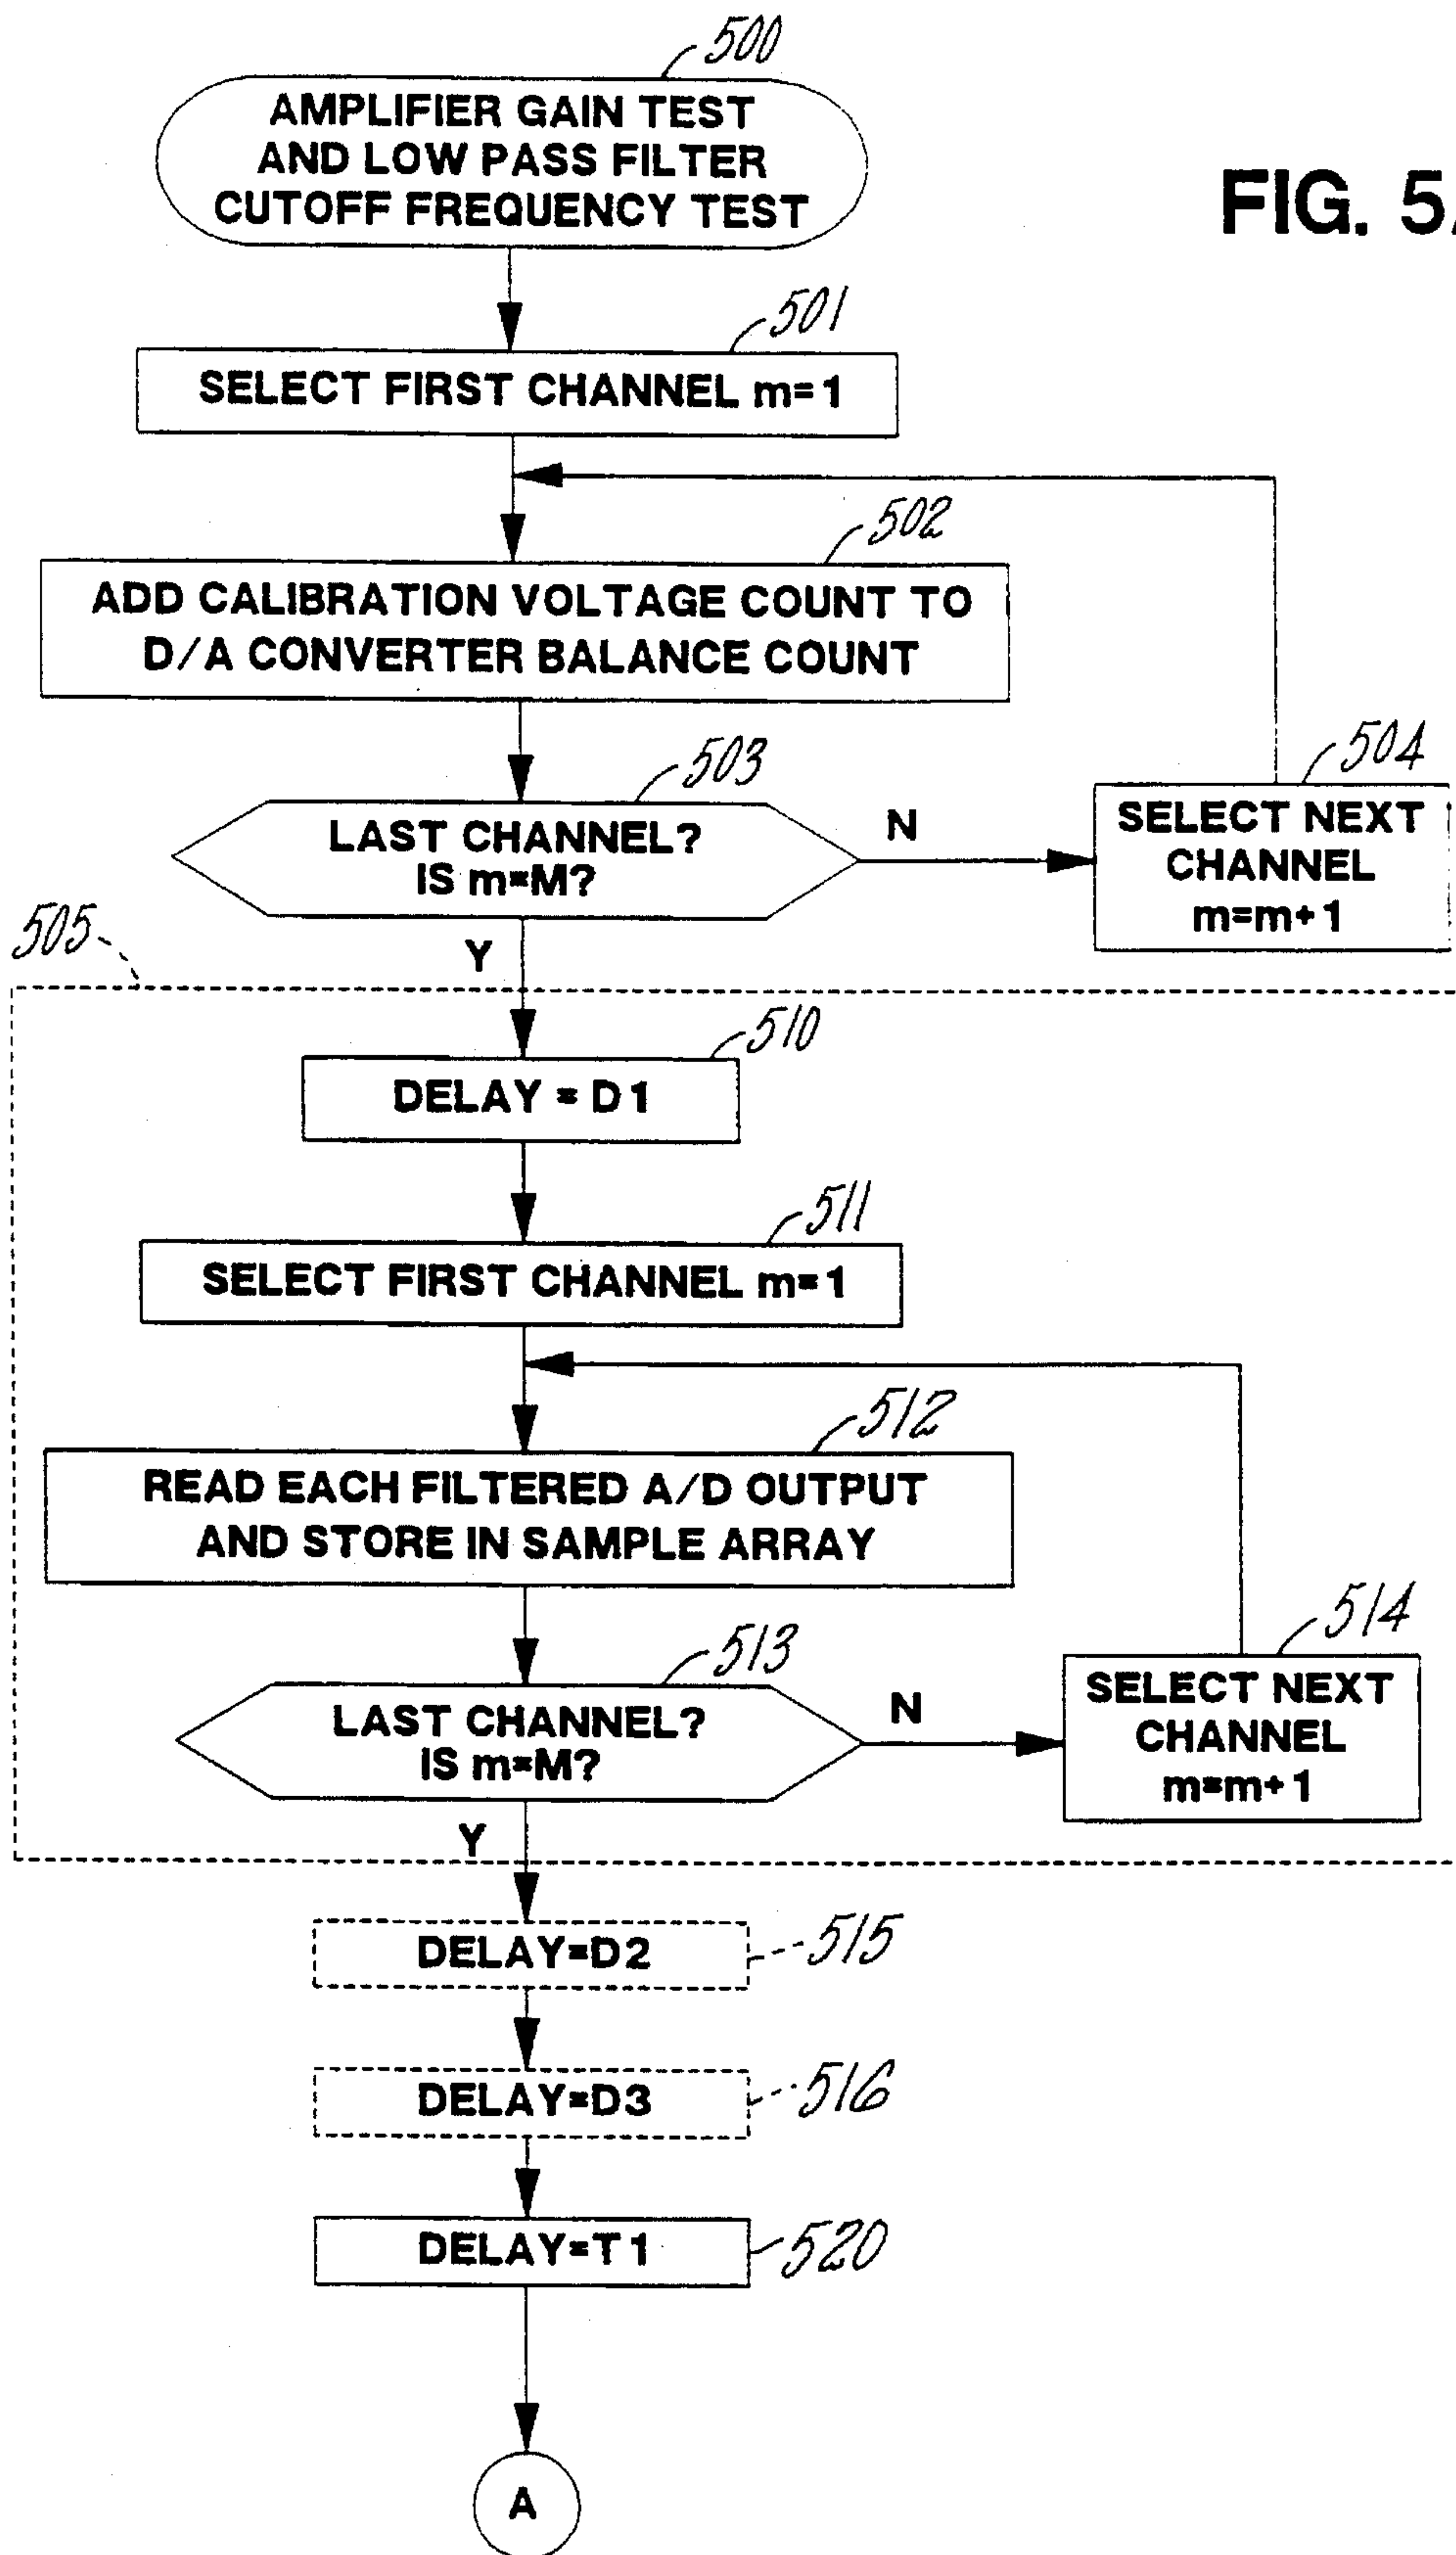 500
AMPLIFIER GAIN TEST
AND LOW PASS FILTER
CUTOFF FREQUENCY TEST
FIG. 5A
501
SELECT FIRST CHANNEL m=1
502
ADD CALIBRATION VOLTAGE COUNT TO
D/A CONVERTER BALANCE COUNT
503
LAST CHANNEL?
IS m=M?
N
504
SELECT NEXT
CHANNEL
m=m+1
505
Y
510
DELAY = D1
511
SELECT FIRST CHANNEL m=1
512
READ EACH FILTERED A/D OUTPUT
AND STORE IN SAMPLE ARRAY
513
LAST CHANNEL?
IS m=M?
N
514
SELECT NEXT
CHANNEL
m=m+1
Y
DELAY=D2
515
DELAY=D3
516
DELAY=T1
520
A